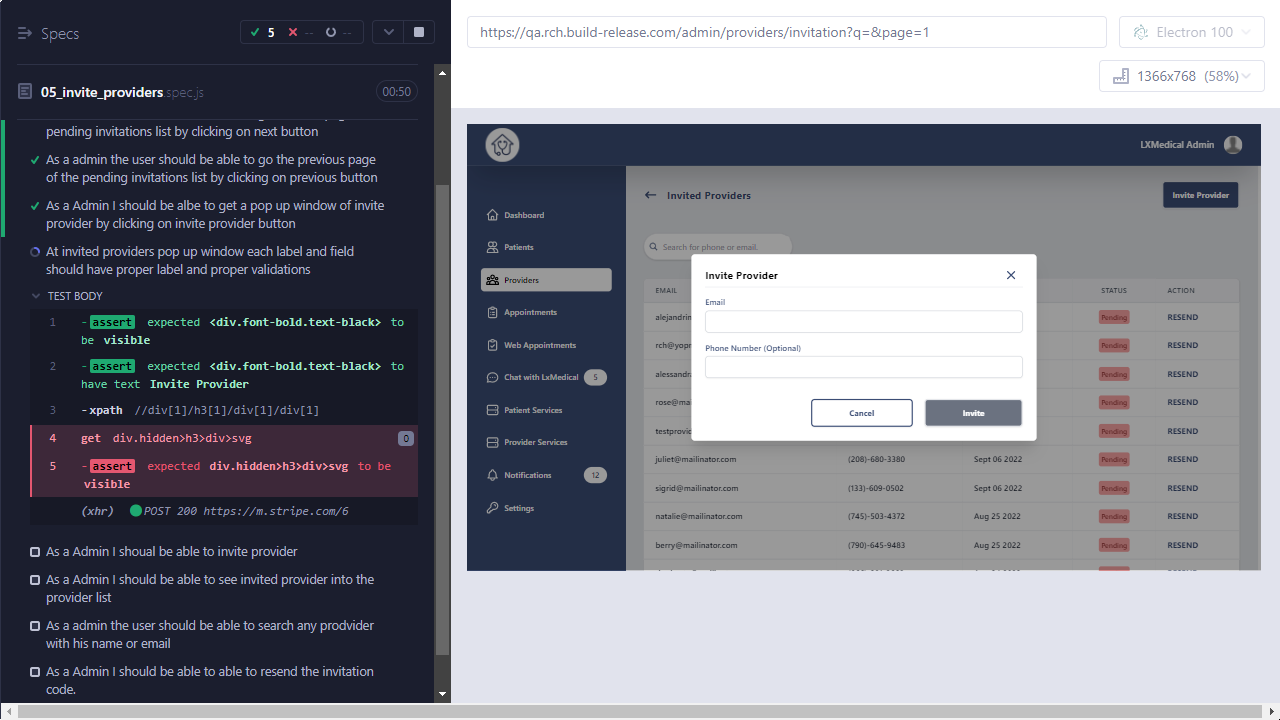 Specs
5
--
--
https://qa.rch.build-release.com/admin/providers/invitation?q=&page=1
Electron 100
1366x768 (58%)
05_invite_providers.spec.js
00:50
pending invitations list by clicking on next button
As a admin the user should be able to go the previous page
of the pending invitations list by clicking on previous button
As a Admin I should be albe to get a pop up window of invite
provider by clicking on invite provider button
At invited providers pop up window each label and field
should have proper label and proper validations
TEST BODY
1 -assert expected <div.font-bold.text-black> to
be visible
2 -assert expected <div.font-bold.text-black> to
have text Invite Provider
3 -xpath //div[1]/h3[1]/div[1]/div[1]
4 get div.hidden>h3>div>svg 0
5 -assert expected div.hidden>h3>div>svg to be
visible
(xhr) POST 200 https://m.stripe.com/6
As a Admin I shoual be able to invite provider
As a Admin I should be able to see invited provider into the
provider list
As a admin the user should be able to search any prodvider
with his name or email
As a Admin I should be able to able to resend the invitation
code.
LXMedical Admin
Dashboard
Patients
Providers
Appointments
Web Appointments
Chat with LxMedical 5
Patient Services
Provider Services
Notifications 12
Settings
Invited Providers
Invite Provider
Search for phone or email.
EMAIL STATUS ACTION
alejandrin Pending RESEND
rch@yopr Pending RESEND
alessandra Pending RESEND
rose@mai Pending RESEND
testprovid Pending RESEND
juliet@mailinator.com (208)-680-3380 Sept 06 2022 Pending RESEND
sigrid@mailinator.com (133)-609-0502 Sept 06 2022 Pending RESEND
natalie@mailinator.com (745)-503-4372 Aug 25 2022 Pending RESEND
berry@mailinator.com (790)-645-9483 Aug 25 2022 Pending RESEND
Invite Provider
Email
Phone Number (Optional)
Cancel
Invite